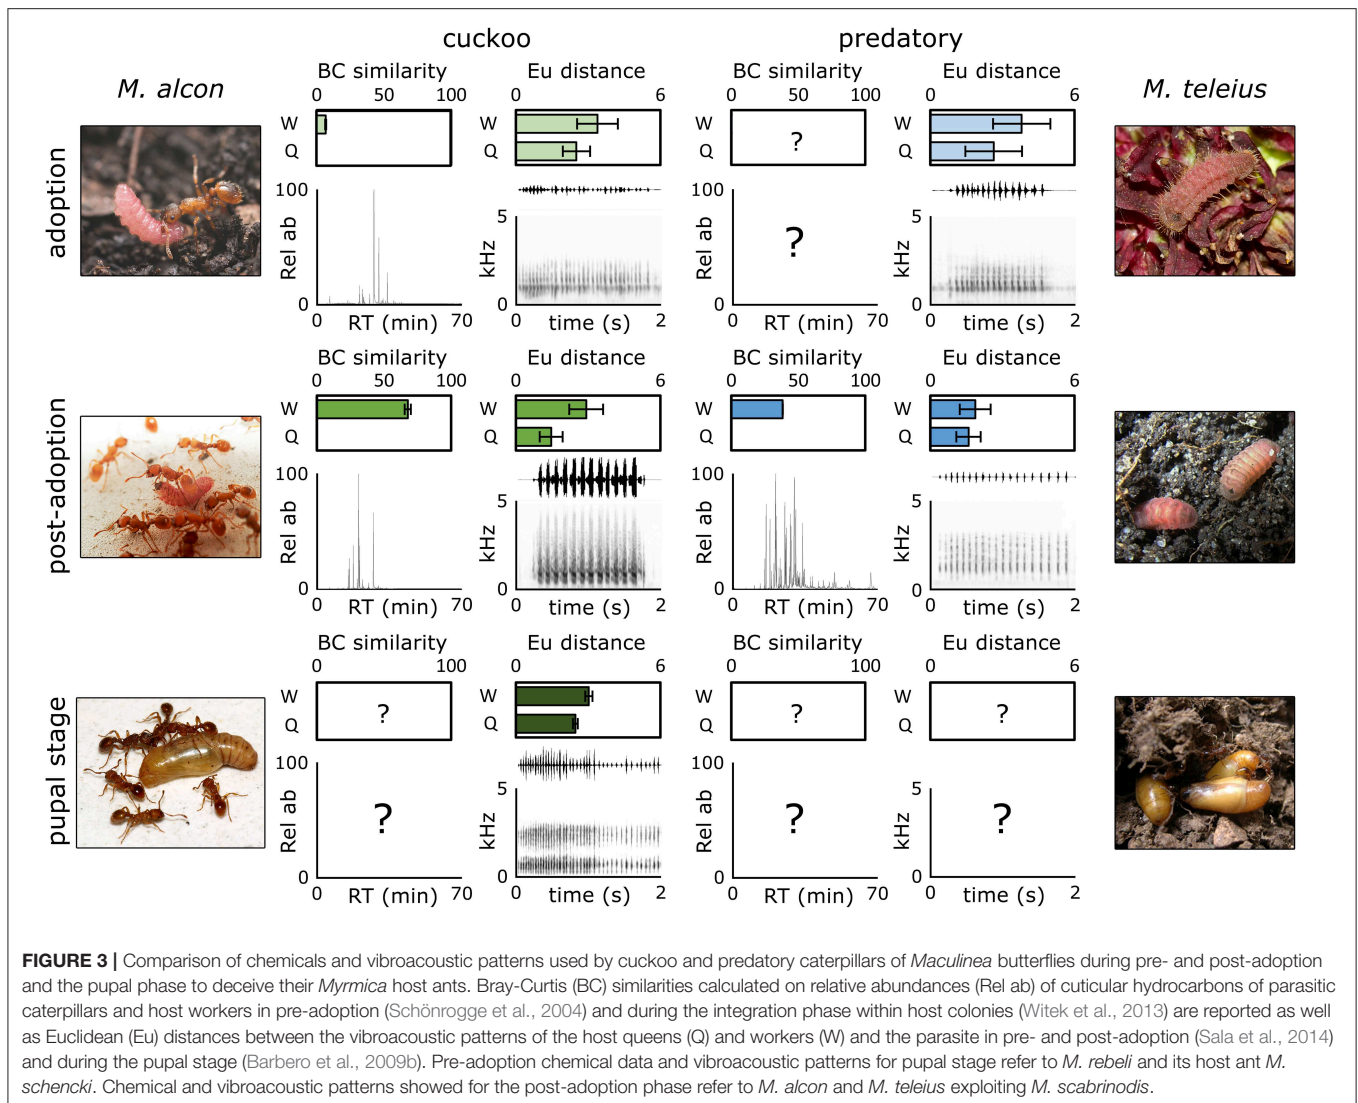 cuckoo predatory
M. alcon BC similarity Eu distance BC similarity Eu distance M. teleius
0 50 100 0 6 0 50 100 0 6
adoption
W W W W
Q Q ? Q Q
100 5 100 5
Rel ab kHz Rel ab ? kHz
0 0 0 0
0 RT (min) 70 0 time (s) 2 0 RT (min) 70 0 time (s) 2
BC similarity Eu distance BC similarity Eu distance
0 50 100 0 6 0 50 100 0 6
post-adoption
W W W W
Q Q Q Q
100 5 100 5
Rel ab kHz Rel ab kHz
0 0 0 0
0 RT (min) 70 0 time (s) 2 0 RT (min) 70 0 time (s) 2
BC similarity Eu distance BC similarity Eu distance
0 100 0 6 0 100 0 6
pupal stage
W W W W
Q ? Q Q ? Q ?
100 5 100 5
Rel ab ? kHz Rel ab ? kHz ?
0 0 0 0
0 RT (min) 70 0 time (s) 2 0 RT (min) 70 0 time (s) 2
FIGURE 3 | Comparison of chemicals and vibroacoustic patterns used by cuckoo and predatory caterpillars of Maculinea butterflies during pre- and post-adoption
and the pupal phase to deceive their Myrmica host ants. Bray-Curtis (BC) similarities calculated on relative abundances (Rel ab) of cuticular hydrocarbons of parasitic
caterpillars and host workers in pre-adoption (Schönrogge et al., 2004) and during the integration phase within host colonies (Witek et al., 2013) are reported as well
as Euclidean (Eu) distances between the vibroacoustic patterns of the host queens (Q) and workers (W) and the parasite in pre- and post-adoption (Sala et al., 2014)
and during the pupal stage (Barbero et al., 2009b). Pre-adoption chemical data and vibroacoustic patterns for pupal stage refer to M. rebeli and its host ant M.
schencki. Chemical and vibroacoustic patterns showed for the post-adoption phase refer to M. alcon and M. teleius exploiting M. scabrinodis.